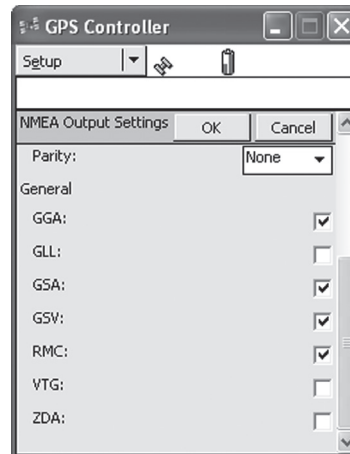 GPS Controller
Setup
NMEA Output Settings OK Cancel
Parity: None
General
GGA:
GLL:
GSA:
GSV:
RMC:
VTG:
ZDA: